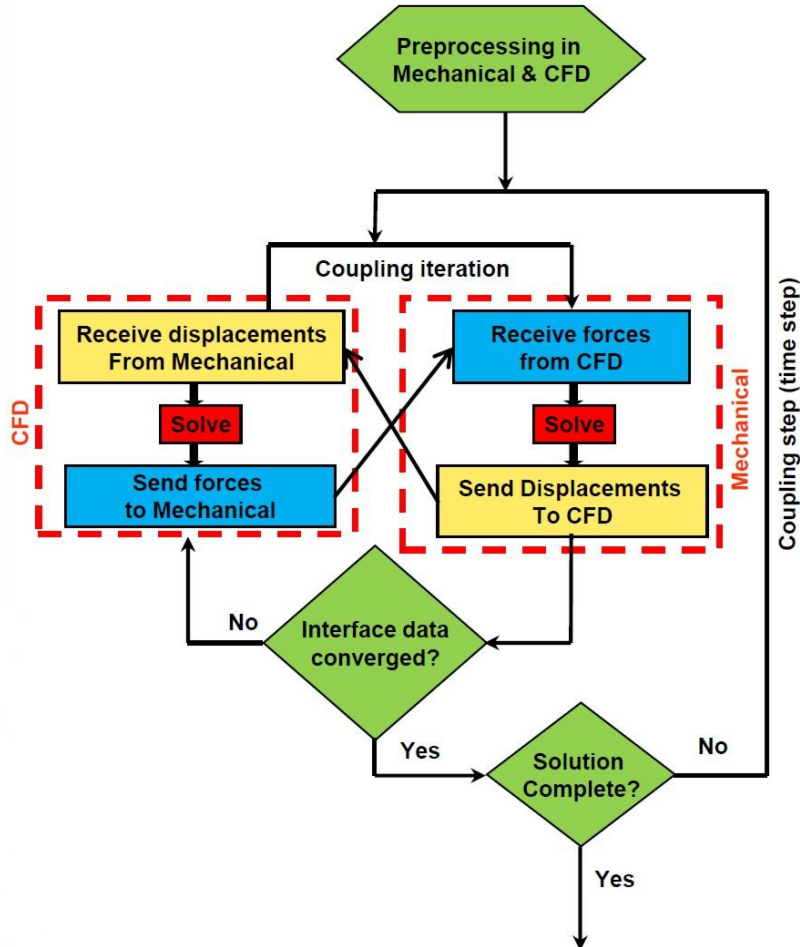 Preprocessing in
Mechanical & CFD
Coupling iteration
Receive displacements
From Mechanical
Solve
Send forces
to Mechanical
CFD
Receive forces
from CFD
Solve
Send Displacements
To CFD
Mechanical
Coupling step (time step)
No
Interface data
converged?
Yes
Solution
Complete?
No
Yes